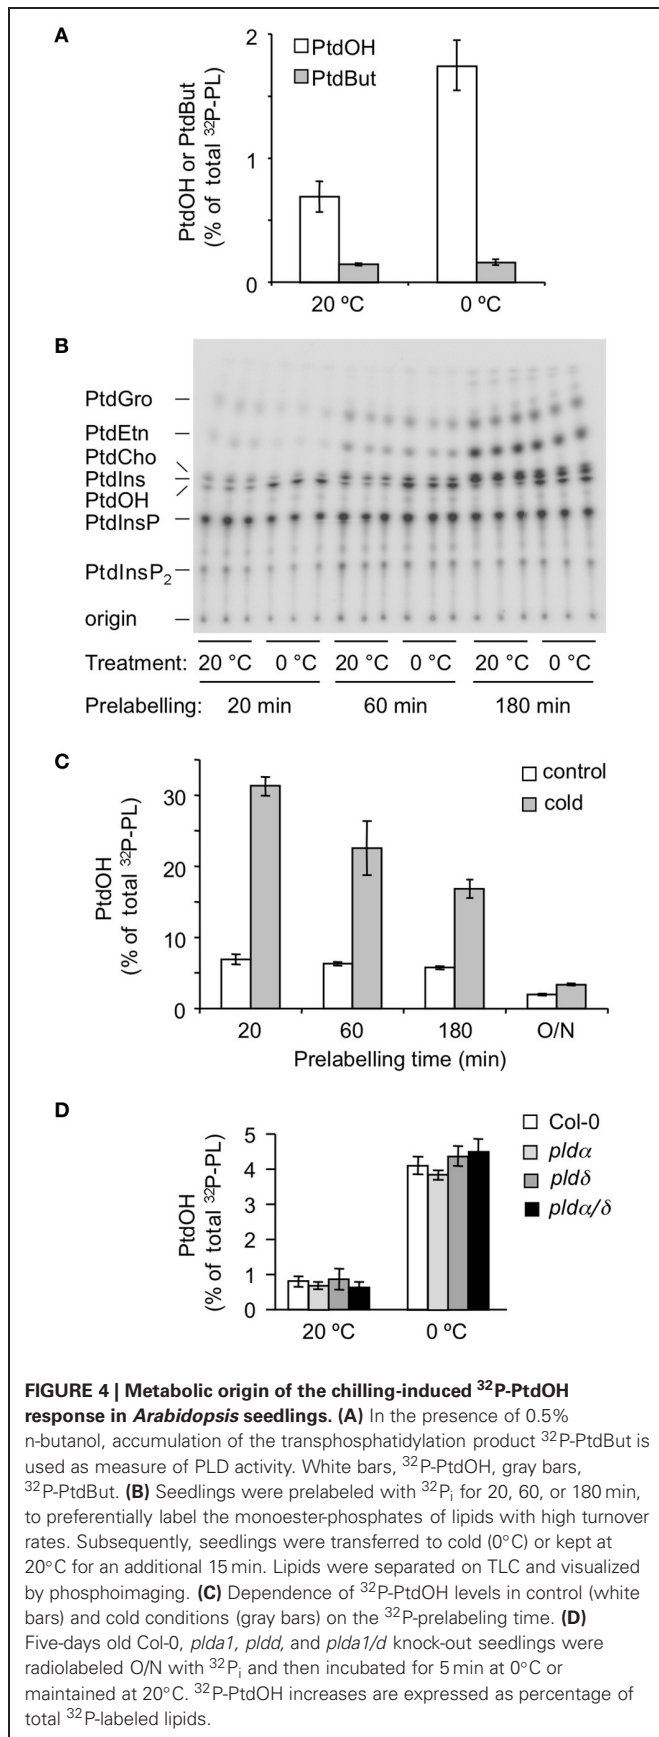 A
PtdOH or PtdBut
(% of total ³²P-PL)
2
1
0
PtdOH
PtdBut
20 ºC
0 ºC
B
PtdGro
PtdEtn
PtdCho
PtdIns
PtdOH
PtdInsP
PtdInsP₂
origin
Treatment: 20 °C 0 °C 20 °C 0 °C 20 °C 0 °C
Prelabelling: 20 min 60 min 180 min
C
PtdOH
(% of total ³²P-PL)
30
20
10
0
control
cold
20 60 180 O/N
Prelabelling time (min)
D
PtdOH
(% of total ³²P-PL)
5
4
3
2
1
0
Col-0
pldα
pldδ
pldα/δ
20 ºC
0 ºC
FIGURE 4 | Metabolic origin of the chilling-induced ³²P-PtdOH
response in Arabidopsis seedlings. (A) In the presence of 0.5%
n-butanol, accumulation of the transphosphatidylation product ³²P-PtdBut is
used as measure of PLD activity. White bars, ³²P-PtdOH, gray bars,
³²P-PtdBut. (B) Seedlings were prelabeled with ³²Pᵢ for 20, 60, or 180 min,
to preferentially label the monoester-phosphates of lipids with high turnover
rates. Subsequently, seedlings were transferred to cold (0°C) or kept at
20°C for an additional 15 min. Lipids were separated on TLC and visualized
by phosphoimaging. (C) Dependence of ³²P-PtdOH levels in control (white
bars) and cold conditions (gray bars) on the ³²P-prelabeling time. (D)
Five-days old Col-0, plda1, pldd, and plda1/d knock-out seedlings were
radiolabeled O/N with ³²Pᵢ and then incubated for 5 min at 0°C or
maintained at 20°C. ³²P-PtdOH increases are expressed as percentage of
total ³²P-labeled lipids.